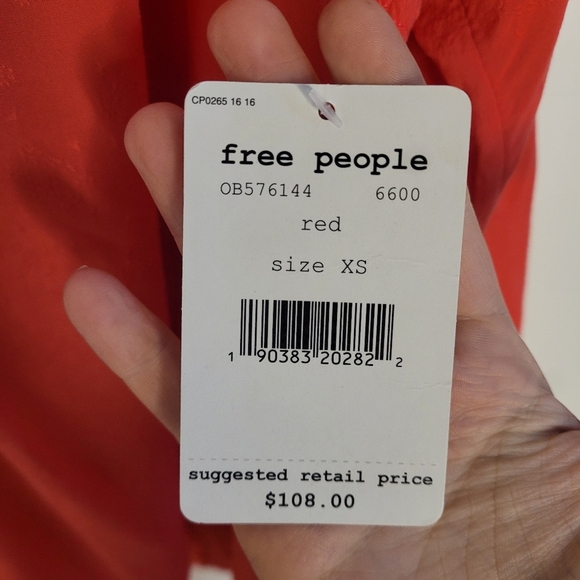 CP0265 16 16
free people
OB576144 6600
red
size XS
1 90383 20282 2
suggested retail price
$108.00